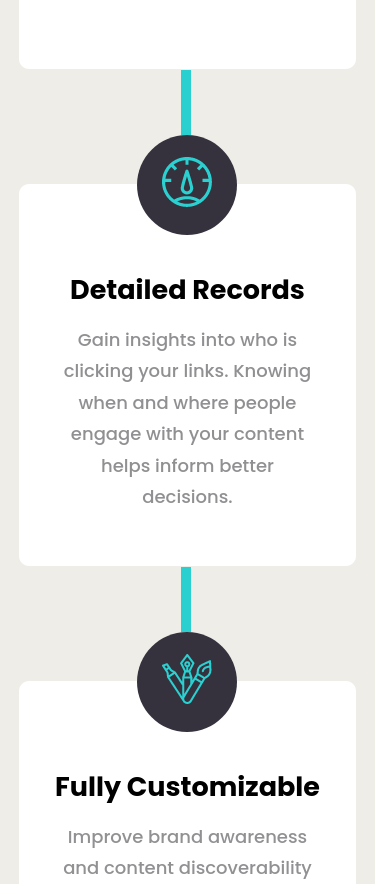 Detailed Records
Gain insights into who is
clicking your links. Knowing
when and where people
engage with your content
helps inform better
decisions.
Fully Customizable
Improve brand awareness
and content discoverability